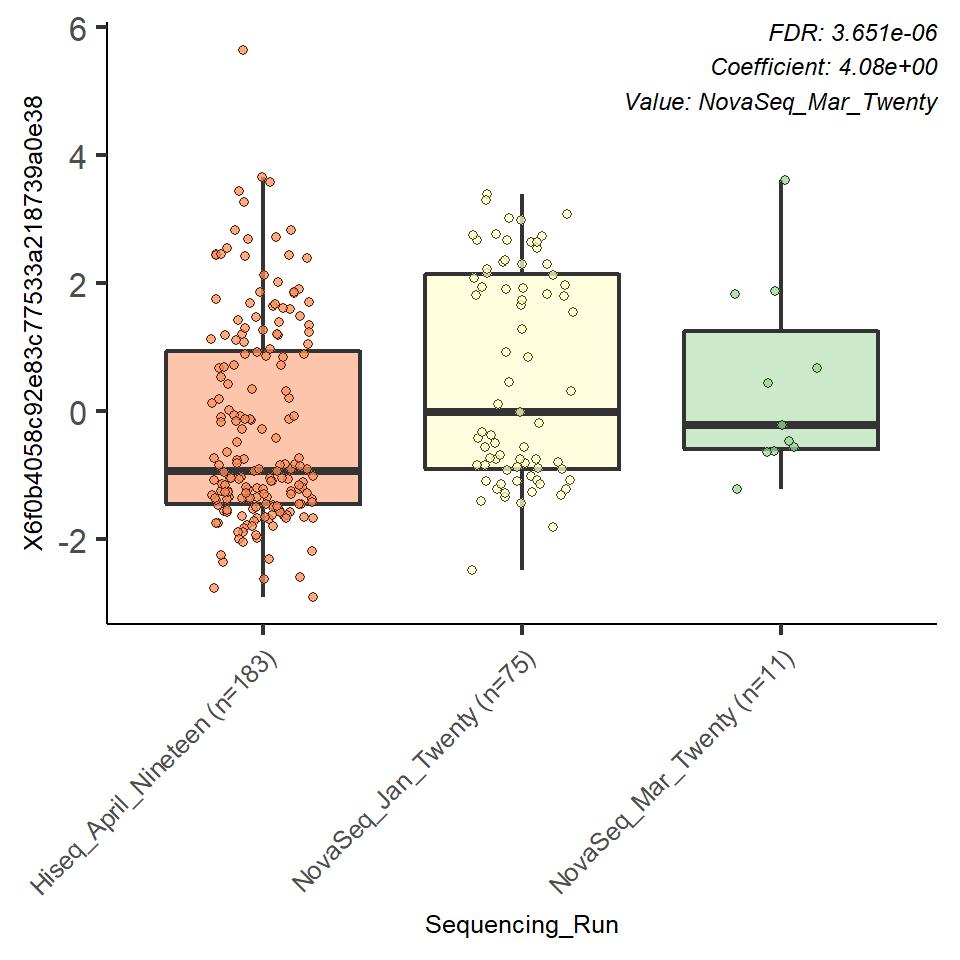 FDR: 3.651e-06
Coefficient: 4.08e+00
Value: NovaSeq_Mar_Twenty
X6f0b4058c92e83c77533a218739a0e38
6
4
2
0
-2
Hiseq_April_Nineteen (n=183)
NovaSeq_Jan_Twenty (n=75)
NovaSeq_Mar_Twenty (n=11)
Sequencing_Run